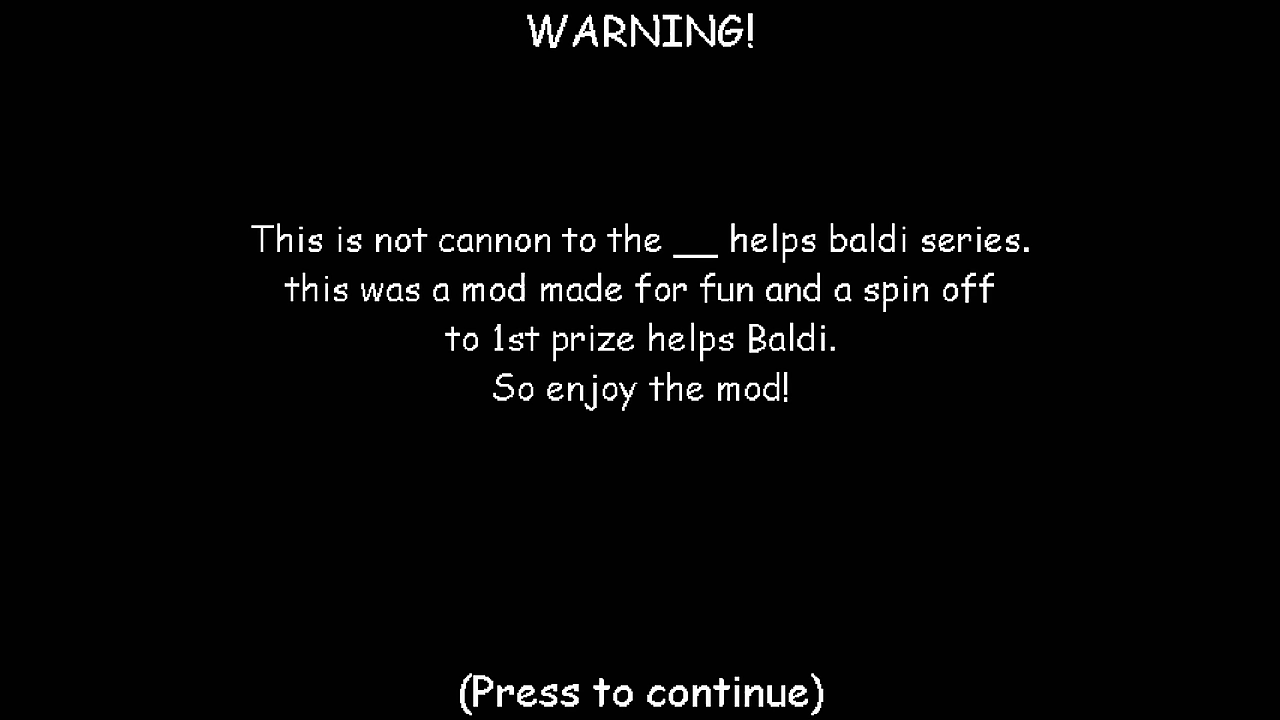 WARNING!
This is not cannon to the __ helps baldi series.
this was a mod made for fun and a spin off
to 1st prize helps Baldi.
So enjoy the mod!
(Press to continue)